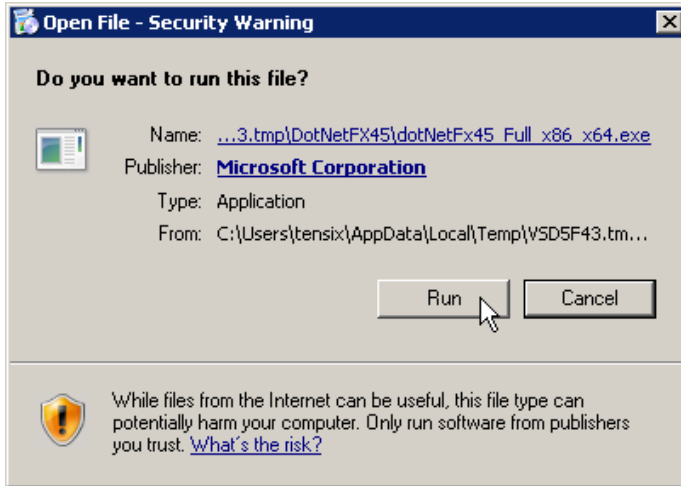 Open File - Security Warning
Do you want to run this file?
Name: ...3.tmp\DotNetFX45\dotNetFx45_Full_x86_x64.exe
Publisher: Microsoft Corporation
Type: Application
From: C:\Users\tensix\AppData\Local\Temp\VSD5F43.tm...
Run Cancel
While files from the Internet can be useful, this file type can
potentially harm your computer. Only run software from publishers
you trust. What's the risk?